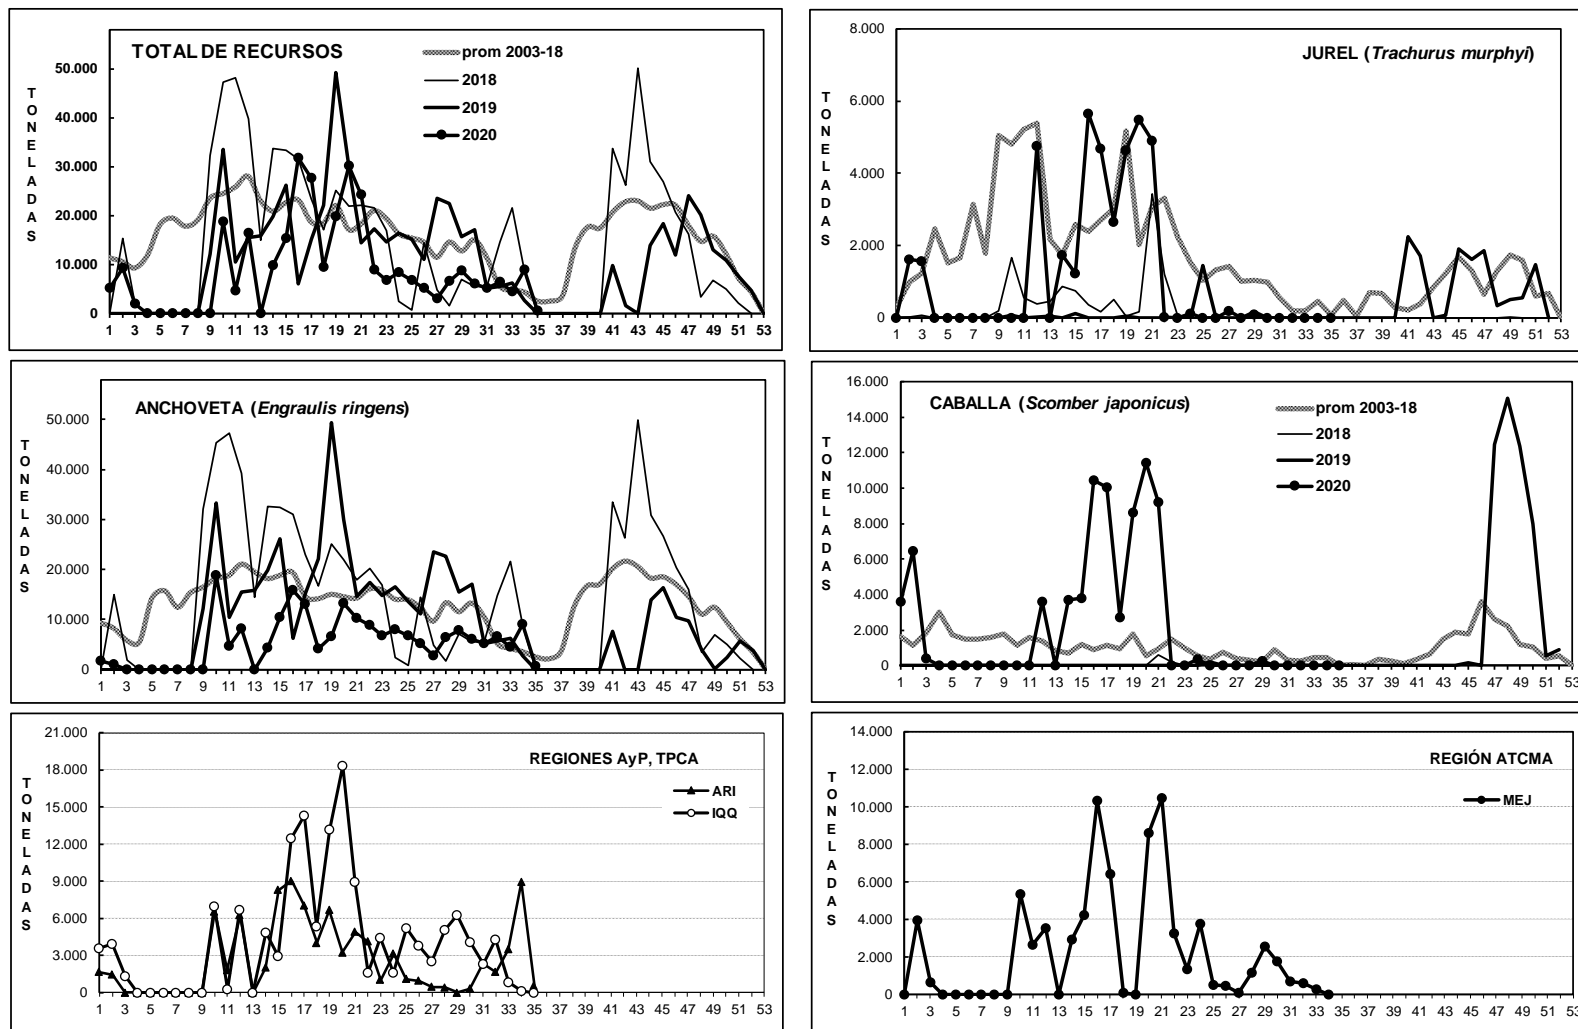 TOTAL DE RECURSOS
prom 2003-18
2018
2019
2020
TONELADAS
50.000
40.000
30.000
20.000
10.000
0
1 3 5 7 9 11 13 15 17 19 21 23 25 27 29 31 33 35 37 39 41 43 45 47 49 51 53
JUREL (Trachurus murphyi)
TONELADAS
8.000
6.000
4.000
2.000
0
1 3 5 7 9 11 13 15 17 19 21 23 25 27 29 31 33 35 37 39 41 43 45 47 49 51 53
ANCHOVETA (Engraulis ringens)
TONELADAS
50.000
40.000
30.000
20.000
10.000
0
1 3 5 7 9 11 13 15 17 19 21 23 25 27 29 31 33 35 37 39 41 43 45 47 49 51 53
CABALLA (Scomber japonicus)
prom 2003-18
2018
2019
2020
TONELADAS
16.000
14.000
12.000
10.000
8.000
6.000
4.000
2.000
0
1 3 5 7 9 11 13 15 17 19 21 23 25 27 29 31 33 35 37 39 41 43 45 47 49 51 53
REGIONES AyP, TPCA
ARI
IQQ
TONELADAS
21.000
18.000
15.000
12.000
9.000
6.000
3.000
0
1 3 5 7 9 11 13 15 17 19 21 23 25 27 29 31 33 35 37 39 41 43 45 47 49 51 53
REGIÓN ATCMA
MEJ
TONELADAS
14.000
12.000
10.000
8.000
6.000
4.000
2.000
0
1 3 5 7 9 11 13 15 17 19 21 23 25 27 29 31 33 35 37 39 41 43 45 47 49 51 53